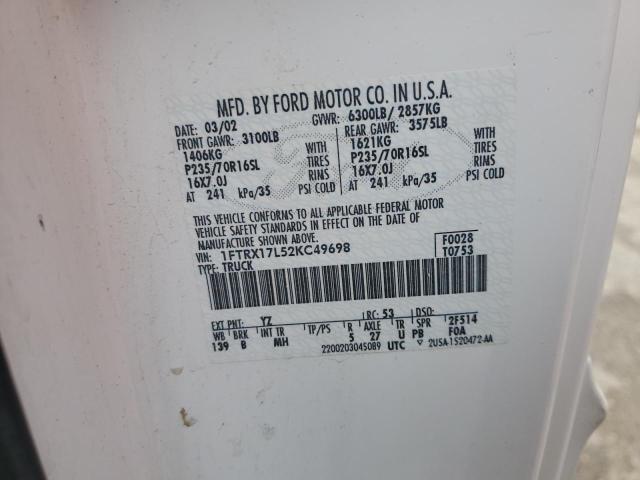 MFD. BY FORD MOTOR CO. IN U.S.A.
DATE: 03/02 GVWR: 6300LB/ 2857KG
FRONT GAWR: 3100LB REAR GAWR: 3575LB
1406KG WITH 1621KG WITH
P235/70R16SL TIRES P235/70R16SL TIRES
16X7.0J RIMS 16X7.0J RIMS
AT 241 kPa/35 PSI COLD AT 241 kPa/35 PSI COLD
THIS VEHICLE CONFORMS TO ALL APPLICABLE FEDERAL MOTOR
VEHICLE SAFETY STANDARDS IN EFFECT ON THE DATE OF
MANUFACTURE SHOWN ABOVE.
VIN: 1FTRX17L52KC49698 F0028
TYPE: TRUCK T0753
EXT PNT: YZ RC: 53 DSO:
WB BRK INT TR TP/PS R AXLE TR SPR 2F514
139 B MH 5 27 U PB F0A
2200203045089 UTC 2USA-1520472-AA